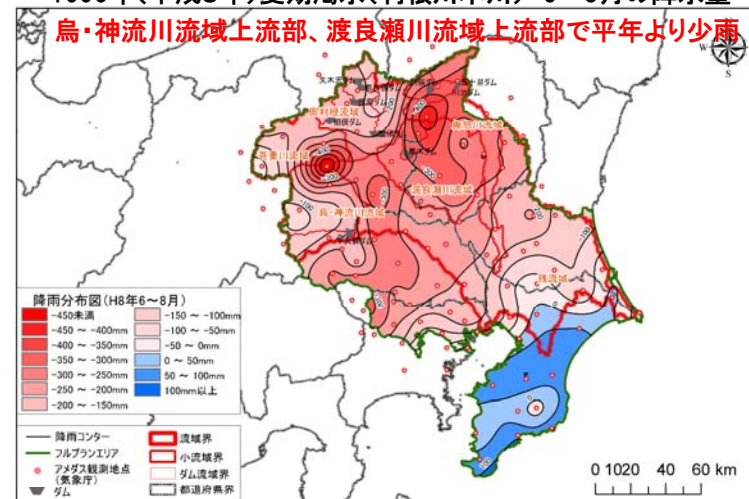 烏・神流川流域上流部、渡良瀬川流域上流部で平年より少雨
奥利根流域
吾妻川流域
鬼怒川流域
渡良瀬川流域
烏・神流川流域
残流域
降雨分布図(H8年6～8月)
-450未満
-450 ～ -400mm
-400 ～ -350mm
-350 ～ -300mm
-300 ～ -250mm
-250 ～ -200mm
-200 ～ -150mm
-150 ～ -100mm
-100 ～ -50mm
-50 ～ 0mm
0 ～ 50mm
50 ～ 100mm
100mm以上
降雨コンター
フルプランエリア
アメダス観測地点
(気象庁)
ダム
流域界
小流域界
ダム流域界
都道府県界
0 1020 40 60 km